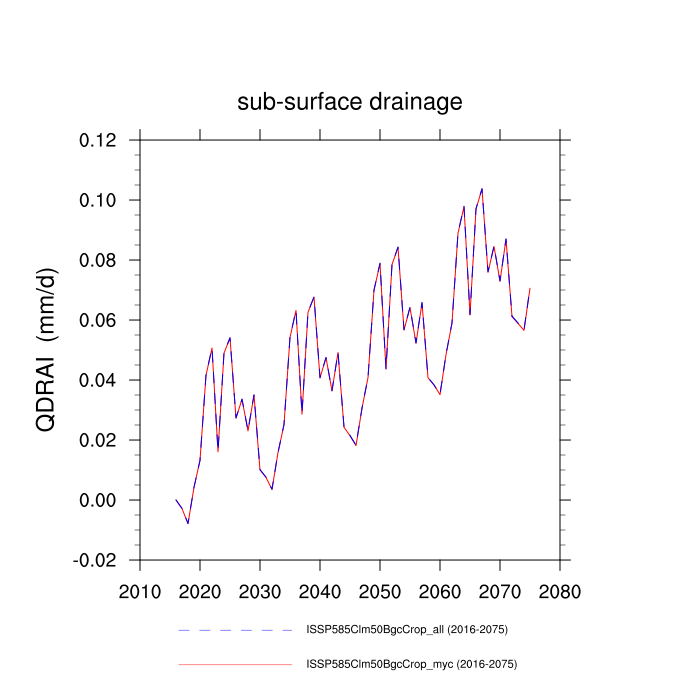 sub-surface drainage
0.12
0.10
0.08
0.06
0.04
0.02
0.00
-0.02
QDRAI (mm/d)
2010 2020 2030 2040 2050 2060 2070 2080
ISSP585Clm50BgcCrop_all (2016-2075)
ISSP585Clm50BgcCrop_myc (2016-2075)